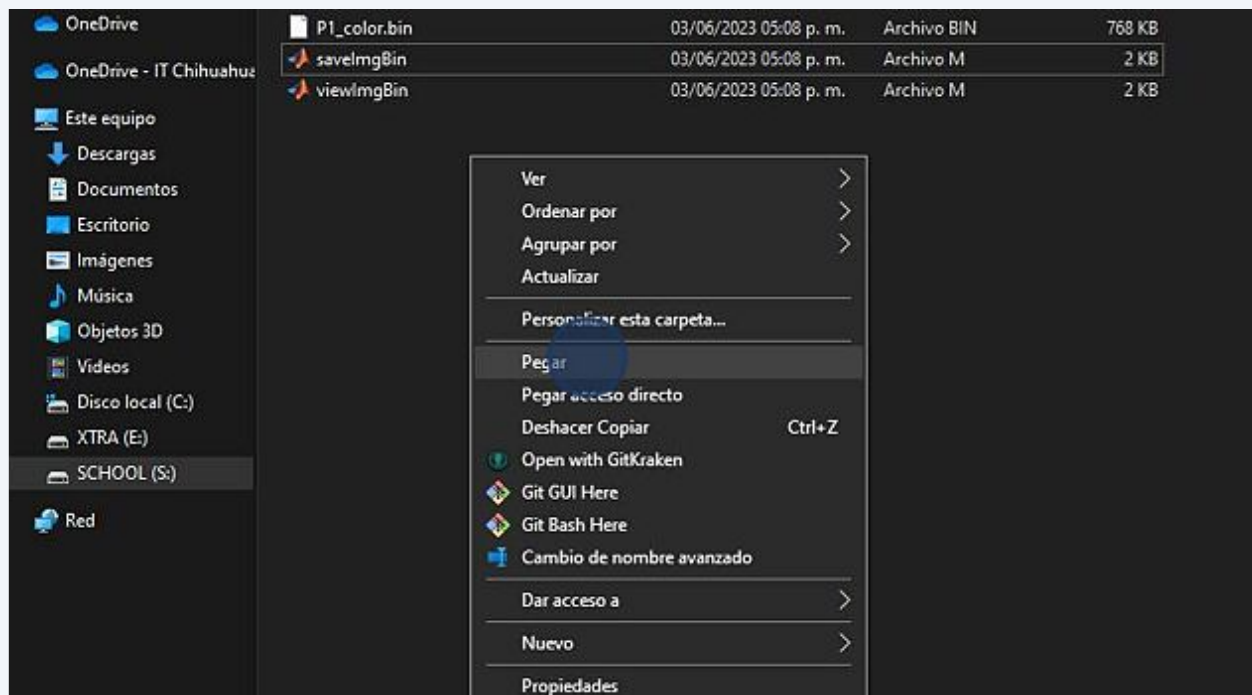 OneDrive
OneDrive - IT Chihuahua
Este equipo
Descargas
Documentos
Escritorio
Imágenes
Música
Objetos 3D
Videos
Disco local (C:)
XTRA (E:)
SCHOOL (S:)
Red
P1_color.bin 03/06/2023 05:08 p. m. Archivo BIN 768 KB
saveImgBin 03/06/2023 05:08 p. m. Archivo M 2 KB
viewImgBin 03/06/2023 05:08 p. m. Archivo M 2 KB
Ver
Ordenar por
Agrupar por
Actualizar
Personalizar esta carpeta...
Pegar
Pegar acceso directo
Deshacer Copiar Ctrl+Z
Open with GitKraken
Git GUI Here
Git Bash Here
Cambio de nombre avanzado
Dar acceso a
Nuevo
Propiedades